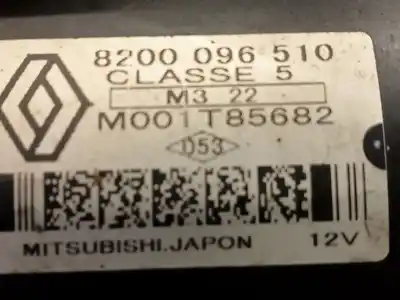 8200 096 510
CLASSE 5
M3 22
M001T85682
D53
MITSUBISHI.JAPON 12V